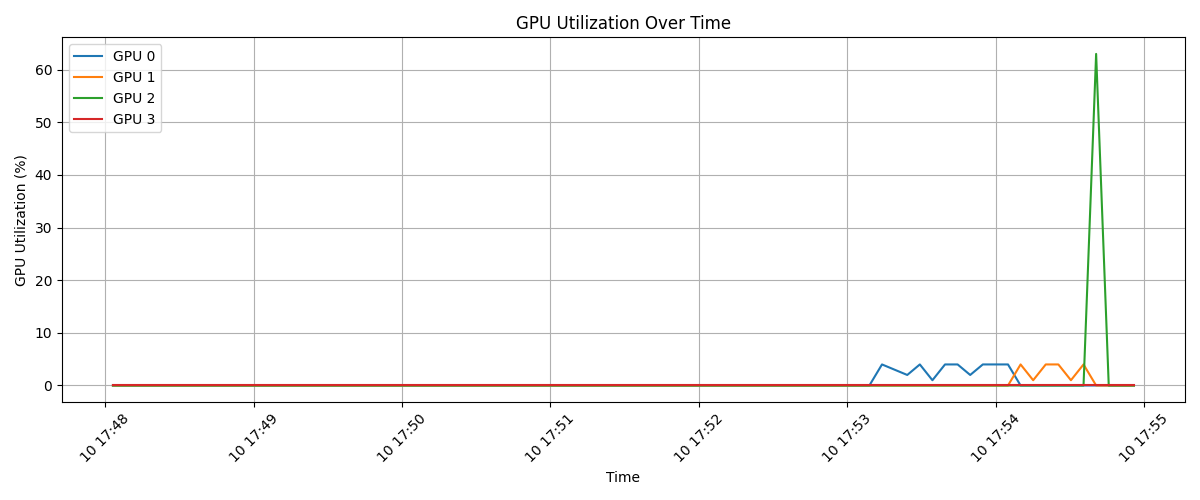 GPU Utilization Over Time
GPU Utilization (%)
60
50
40
30
20
10
0
GPU 0
GPU 1
GPU 2
GPU 3
10 17:48
10 17:49
10 17:50
10 17:51
10 17:52
10 17:53
10 17:54
10 17:55
Time